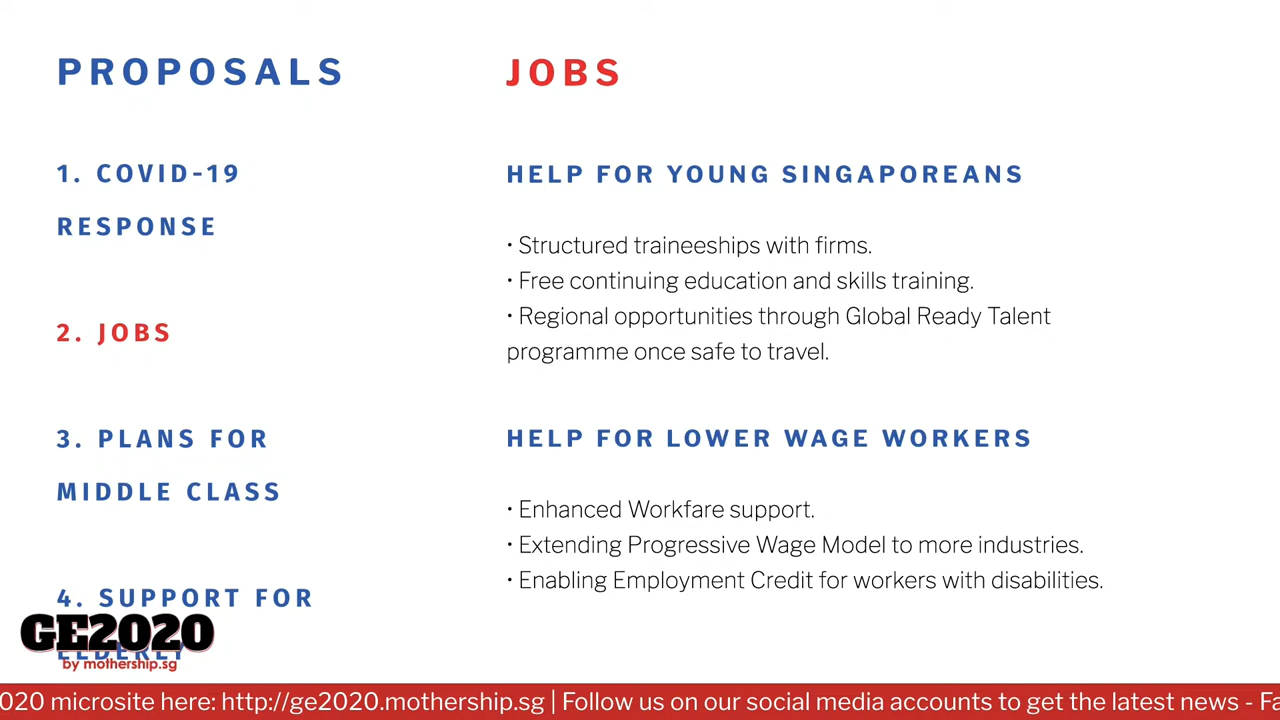 PROPOSALS
1. COVID-19
RESPONSE
2. JOBS
3. PLANS FOR
MIDDLE CLASS
4. SUPPORT FOR
ELDERLY
JOBS
HELP FOR YOUNG SINGAPOREANS
• Structured traineeships with firms.
• Free continuing education and skills training.
• Regional opportunities through Global Ready Talent
programme once safe to travel.
HELP FOR LOWER WAGE WORKERS
• Enhanced Workfare support.
• Extending Progressive Wage Model to more industries.
• Enabling Employment Credit for workers with disabilities.
GE2020
by mothership.sg
020 microsite here: http://ge2020.mothership.sg | Follow us on our social media accounts to get the latest news - Fa